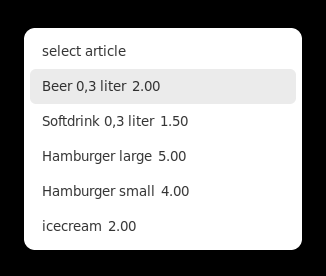 select article
Beer 0,3 liter 2.00
Softdrink 0,3 liter 1.50
Hamburger large 5.00
Hamburger small 4.00
icecream 2.00